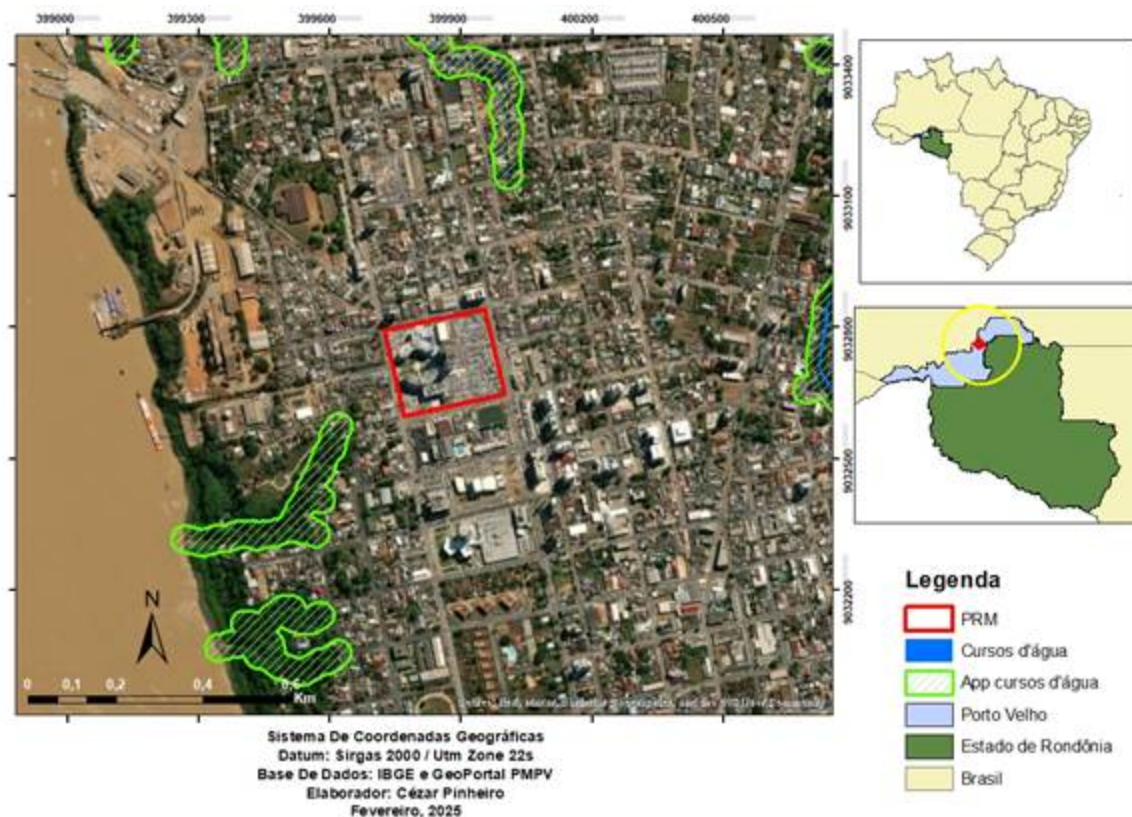 399000 399300 399600 399900 400200 400500
9033400
9033100
9032800
9032500
9032200
N
0 0,1 0,2 0,4
Km
Legenda
PRM
Cursos d'água
App cursos d'água
Porto Velho
Estado de Rondônia
Brasil
Sistema De Coordenadas Geográficas
Datum: Sirgas 2000 / Utm Zone 22s
Base De Dados: IBGE e GeoPortal PMPV
Elaborador: Cézar Pinheiro
Fevereiro, 2025